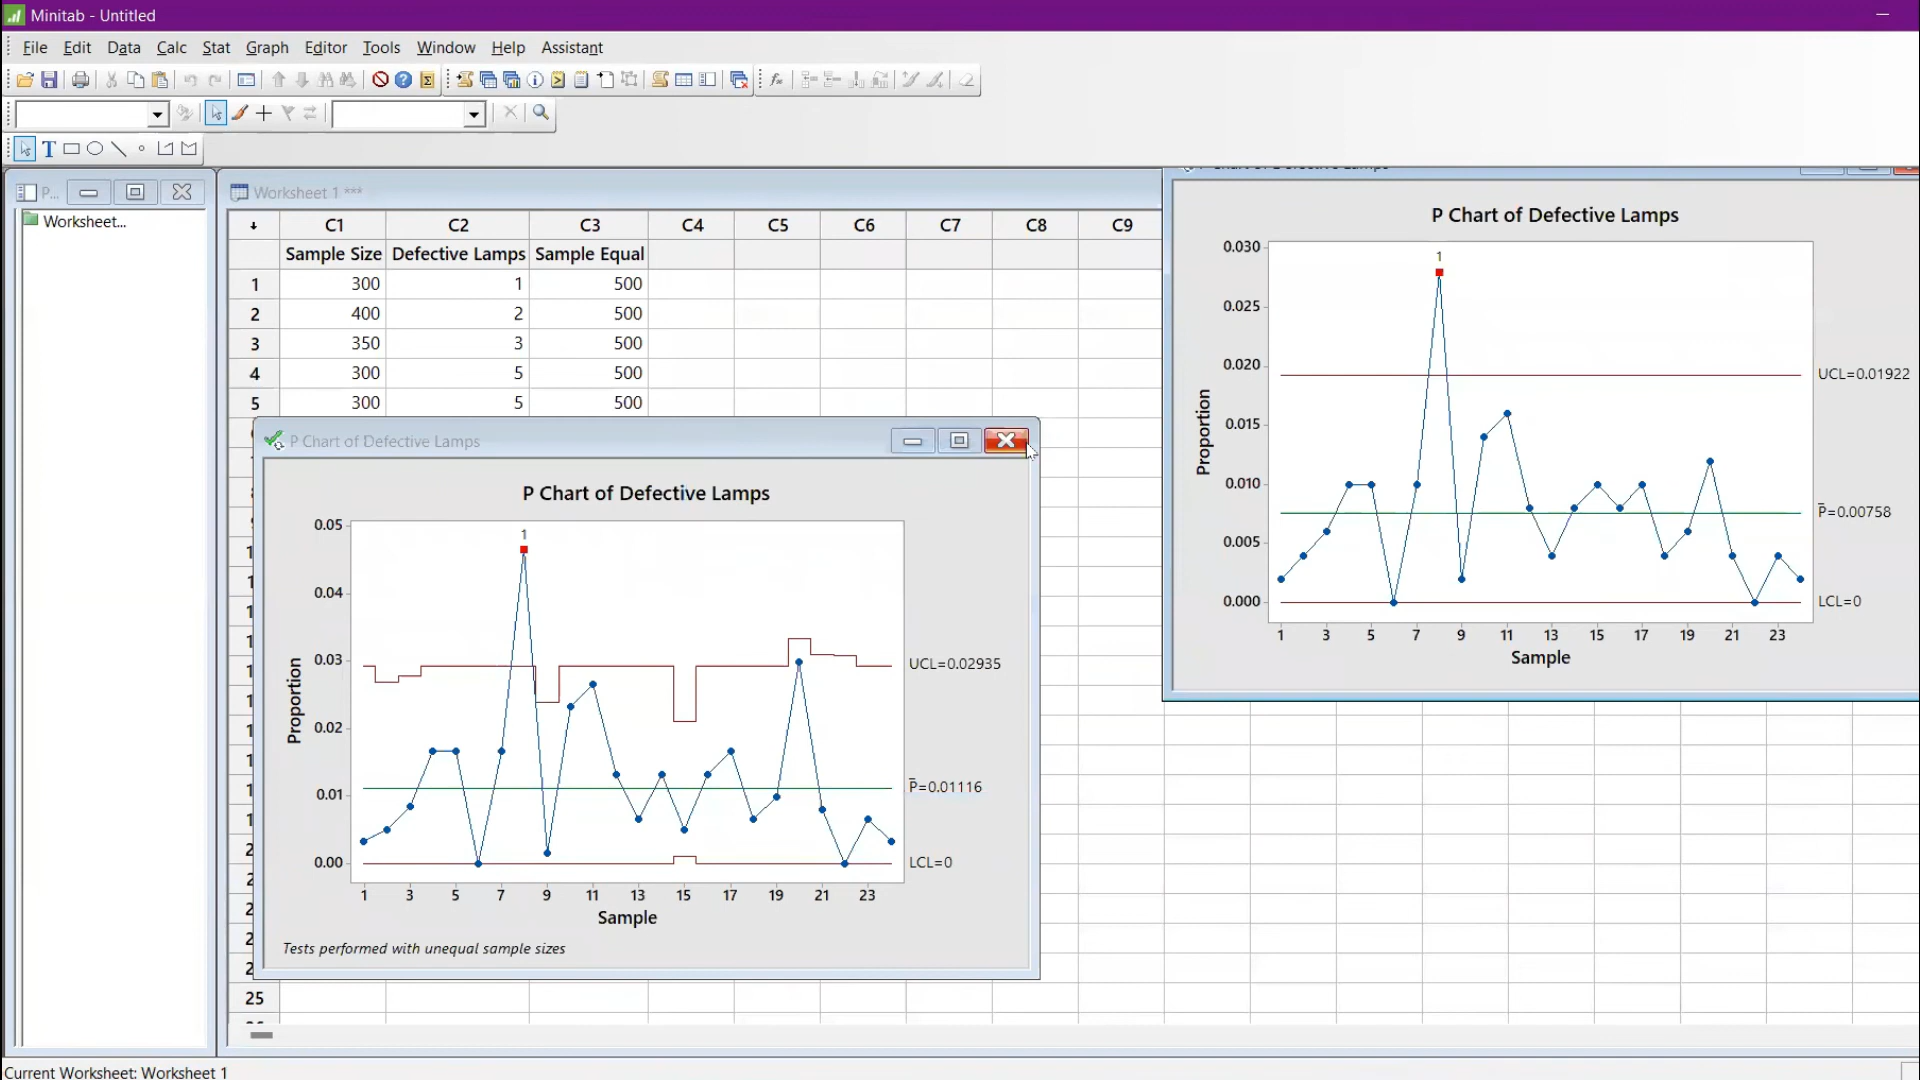 Minitab - Untitled
File Edit Data Calc Stat Graph Editor Tools Window Help Assistant
P...
Worksheet...
Worksheet 1 ***
C1 C2 C3 C4 C5 C6 C7 C8 C9
Sample Size Defective Lamps Sample Equal
1 300 1 500
2 400 2 500
3 350 3 500
4 300 5 500
5 300 5 500
25
P Chart of Defective Lamps
P Chart of Defective Lamps
0.05
0.04
0.03
0.02
0.01
0.00
Proportion
1
UCL=0.02935
P̄=0.01116
LCL=0
1 3 5 7 9 11 13 15 17 19 21 23
Sample
Tests performed with unequal sample sizes
P Chart of Defective Lamps
0.030
0.025
0.020
0.015
0.010
0.005
0.000
Proportion
1
UCL=0.01922
P̄=0.00758
LCL=0
1 3 5 7 9 11 13 15 17 19 21 23
Sample
Current Worksheet: Worksheet 1